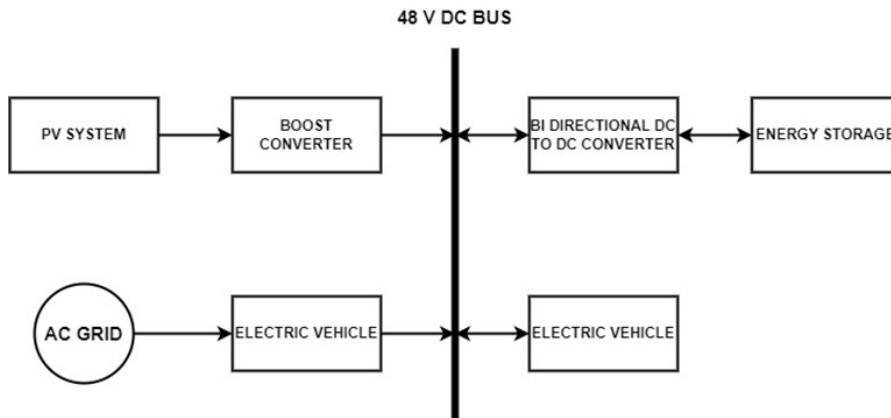 48 V DC BUS
PV SYSTEM
BOOST
CONVERTER
BI DIRECTIONAL DC
TO DC CONVERTER
ENERGY STORAGE
AC GRID
ELECTRIC VEHICLE
ELECTRIC VEHICLE